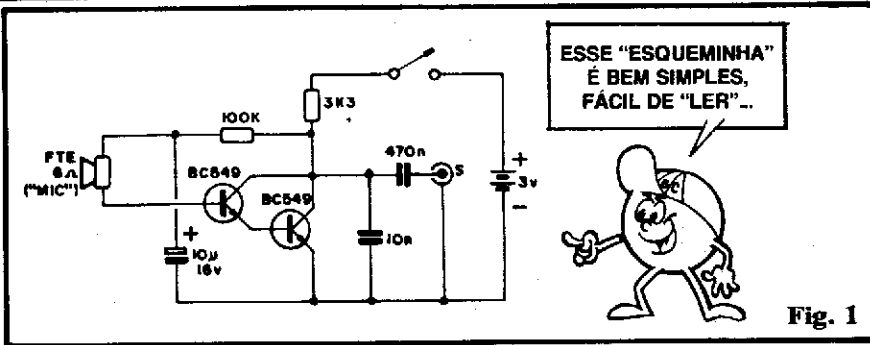 ESSE "ESQUEMINHA"
É BEM SIMPLES,
FÁCIL DE "LER"...
3K3
100K
FTE
8Ω
("MIC")
BC549
BC549
470n
S
+
3v
-
+
10µ
16v
10n
Fig. 1